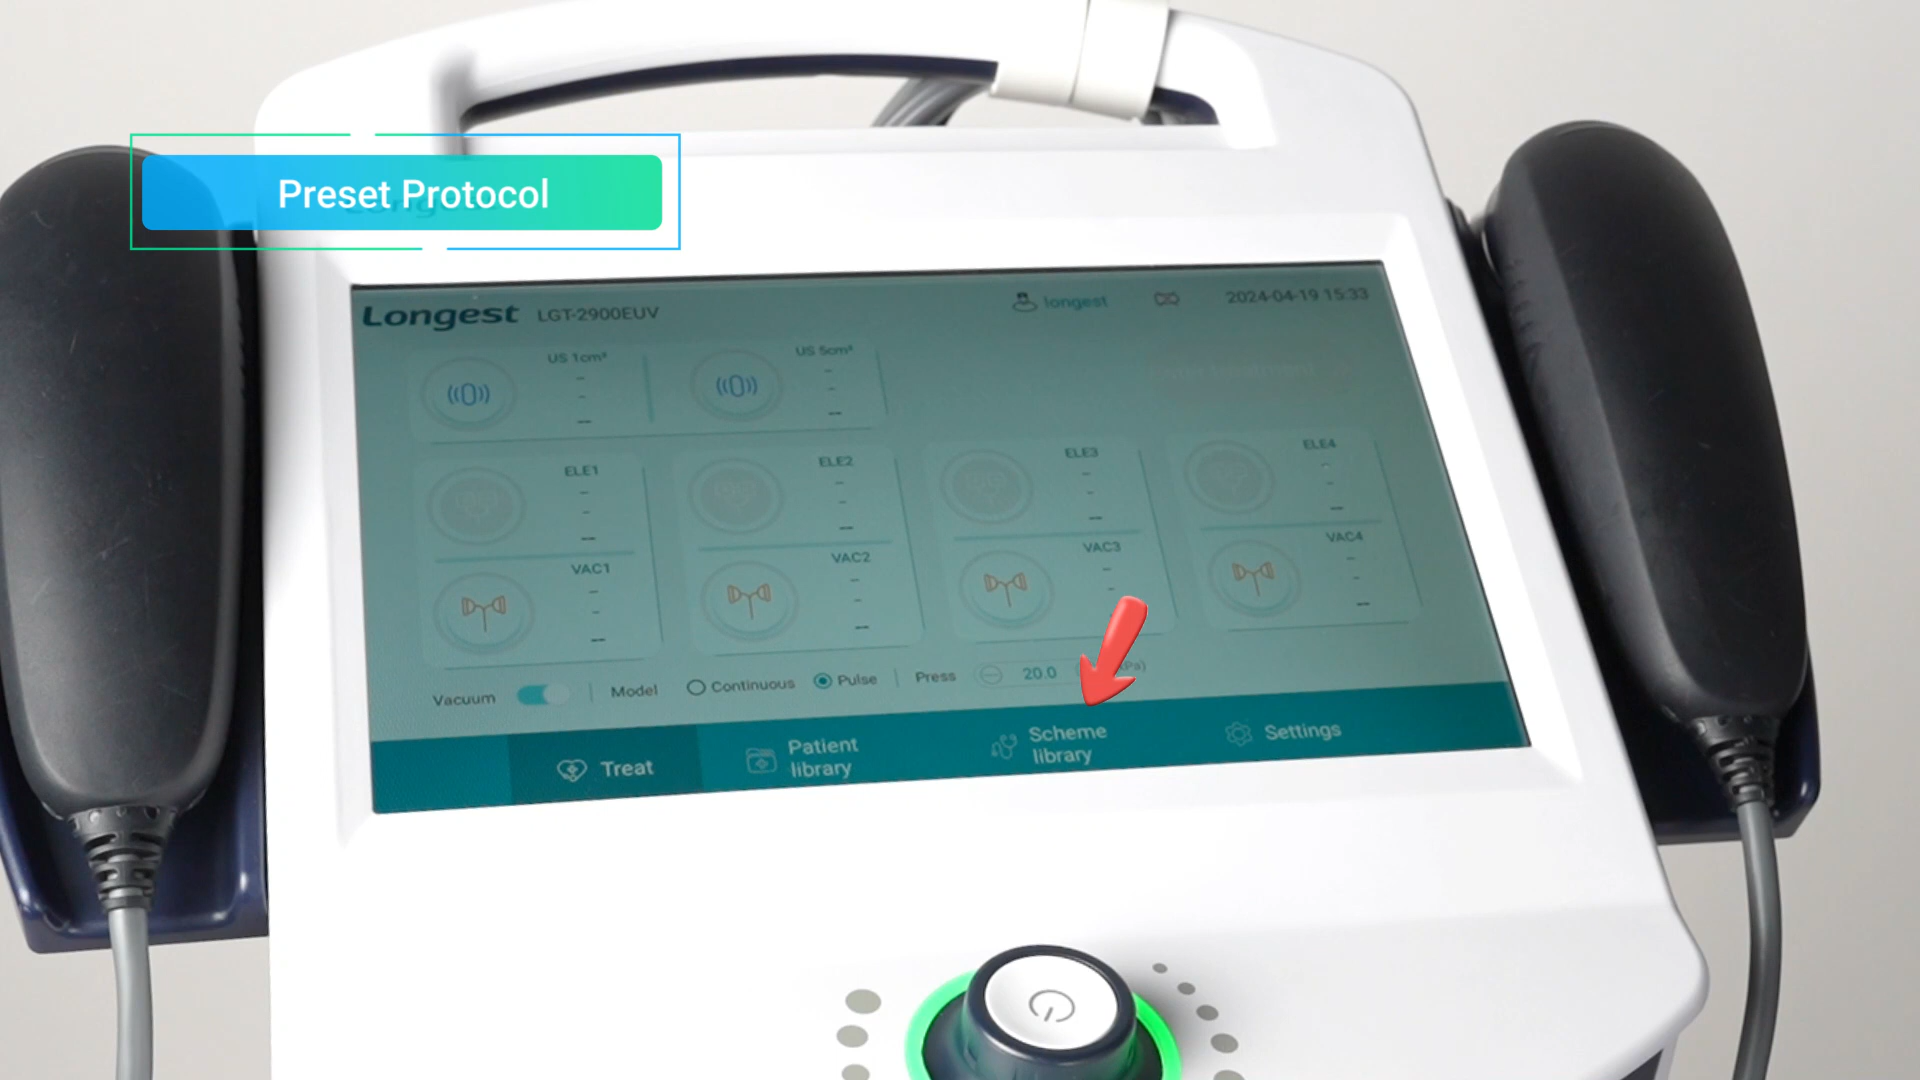 Preset Protocol
Longest LGT-2900EUV longest 2024-04-19 15:33
US 1cm² US 5cm²
ELE1 ELE2 ELE3 ELE4
VAC1 VAC2 VAC3 VAC4
Vacuum Model Continuous Pulse Press 20.0
Treat
Patient
library
Scheme
library
Settings